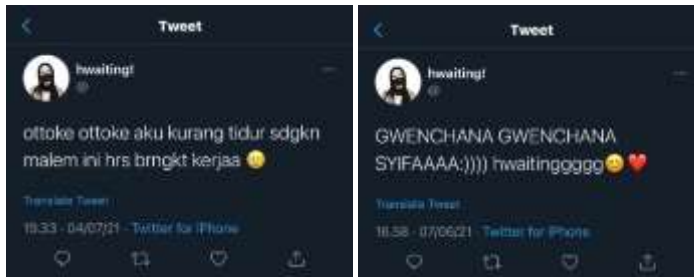 Tweet
hwaiting!
@
ottoke ottoke aku kurang tidur sdgkn
malem ini hrs brngkt kerjaa
Translate Tweet
19.33 · 04/07/21 · Twitter for iPhone
Tweet
hwaiting!
@
GWENCHANA GWENCHANA
SYIFAAAA:)))) hwaitinggggg
Translate Tweet
16.58 · 07/06/21 · Twitter for iPhone